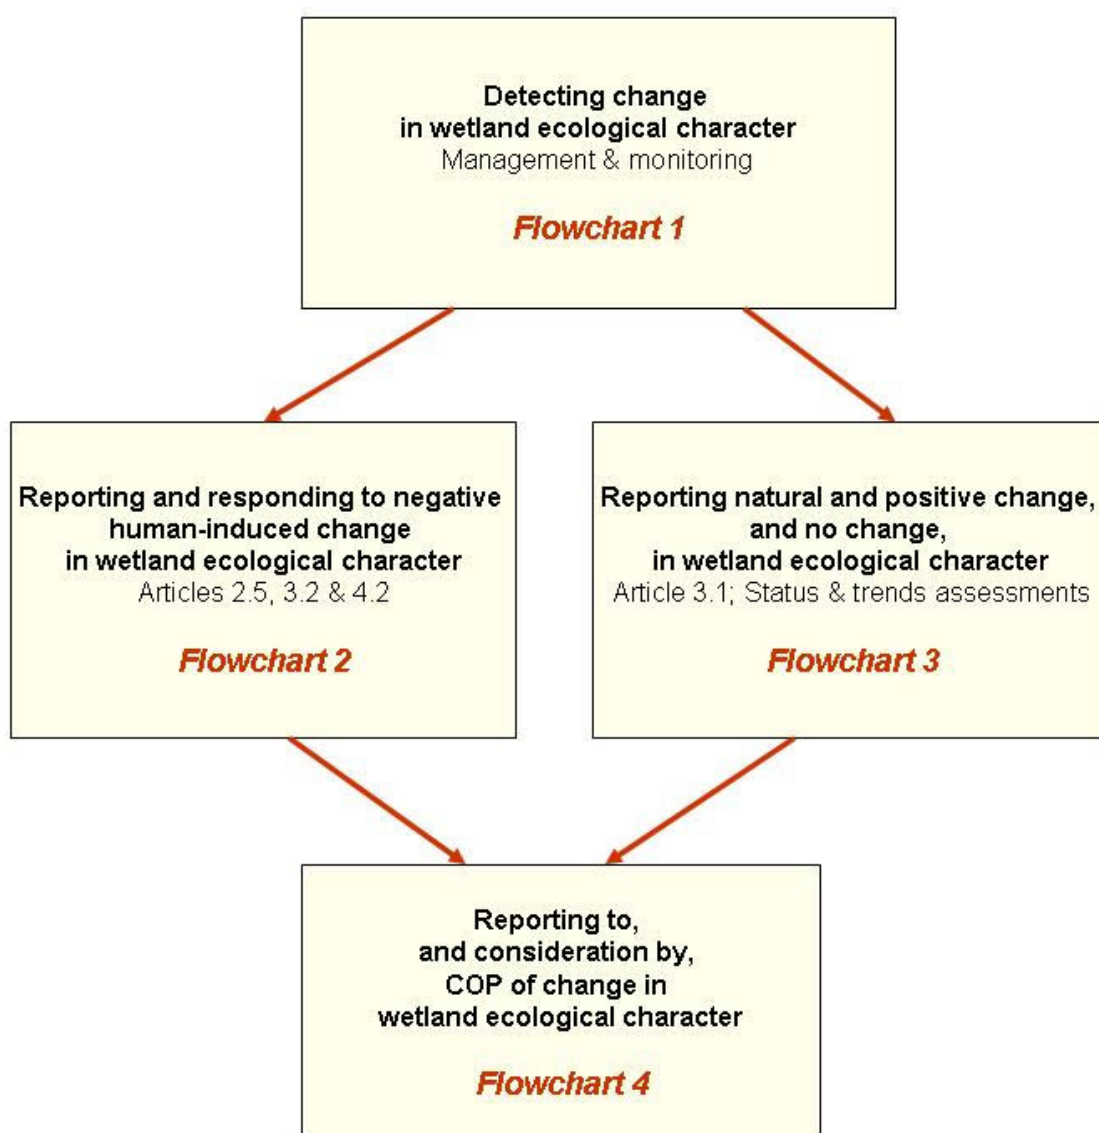 Detecting change
in wetland ecological character
Management & monitoring
Flowchart 1
Reporting and responding to negative
human-induced change
in wetland ecological character
Articles 2.5, 3.2 & 4.2
Flowchart 2
Reporting natural and positive change,
and no change,
in wetland ecological character
Article 3.1; Status & trends assessments
Flowchart 3
Reporting to,
and consideration by,
COP of change in
wetland ecological character
Flowchart 4